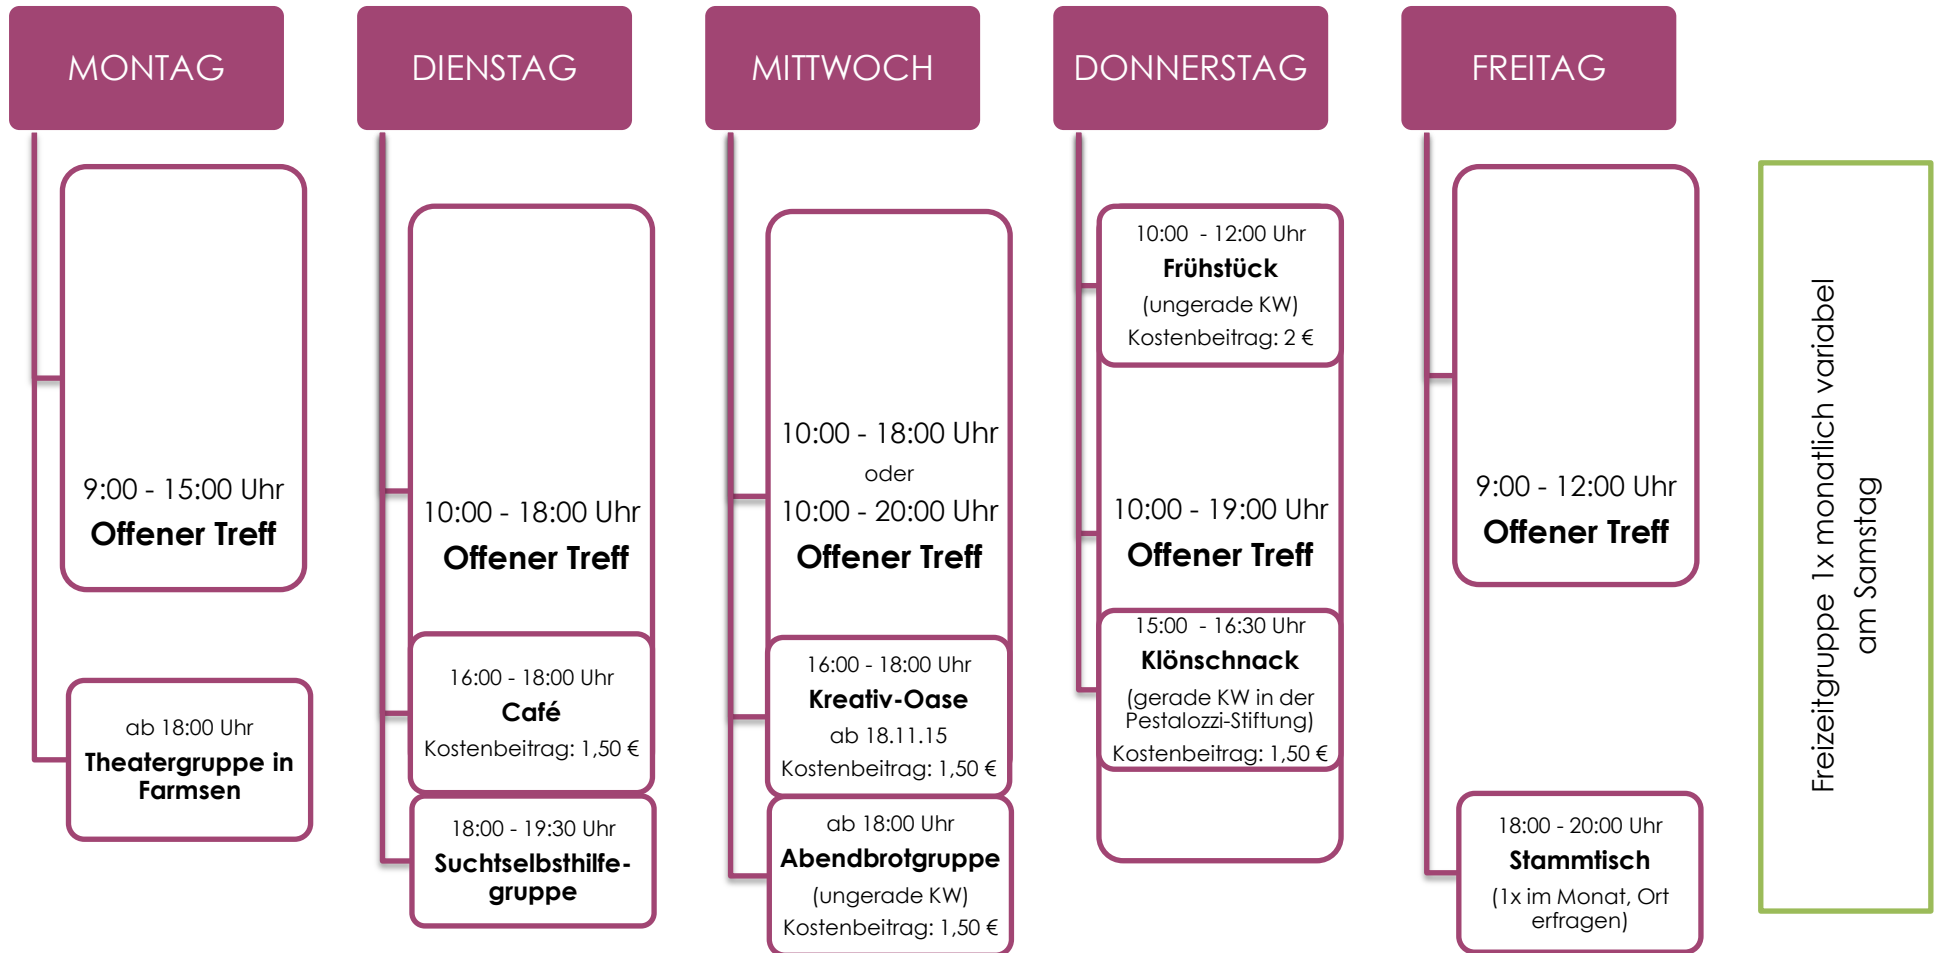 MONTAG
9:00 - 15:00 Uhr
Offener Treff
ab 18:00 Uhr
Theatergruppe in
Farmsen
DIENSTAG
10:00 - 18:00 Uhr
Offener Treff
16:00 - 18:00 Uhr
Café
Kostenbeitrag: 1,50 €
18:00 - 19:30 Uhr
Suchtselbsthilfe-
gruppe
MITTWOCH
10:00 - 18:00 Uhr
oder
10:00 - 20:00 Uhr
Offener Treff
16:00 - 18:00 Uhr
Kreativ-Oase
ab 18.11.15
Kostenbeitrag: 1,50 €
ab 18:00 Uhr
Abendbrotgruppe
(ungerade KW)
Kostenbeitrag: 1,50 €
DONNERSTAG
10:00 - 12:00 Uhr
Frühstück
(ungerade KW)
Kostenbeitrag: 2 €
10:00 - 19:00 Uhr
Offener Treff
15:00 - 16:30 Uhr
Klönschnack
(gerade KW in der
Pestalozzi-Stiftung)
Kostenbeitrag: 1,50 €
FREITAG
9:00 - 12:00 Uhr
Offener Treff
18:00 - 20:00 Uhr
Stammtisch
(1x im Monat, Ort
erfragen)
Freizeitgruppe 1x monatlich variabel
am Samstag